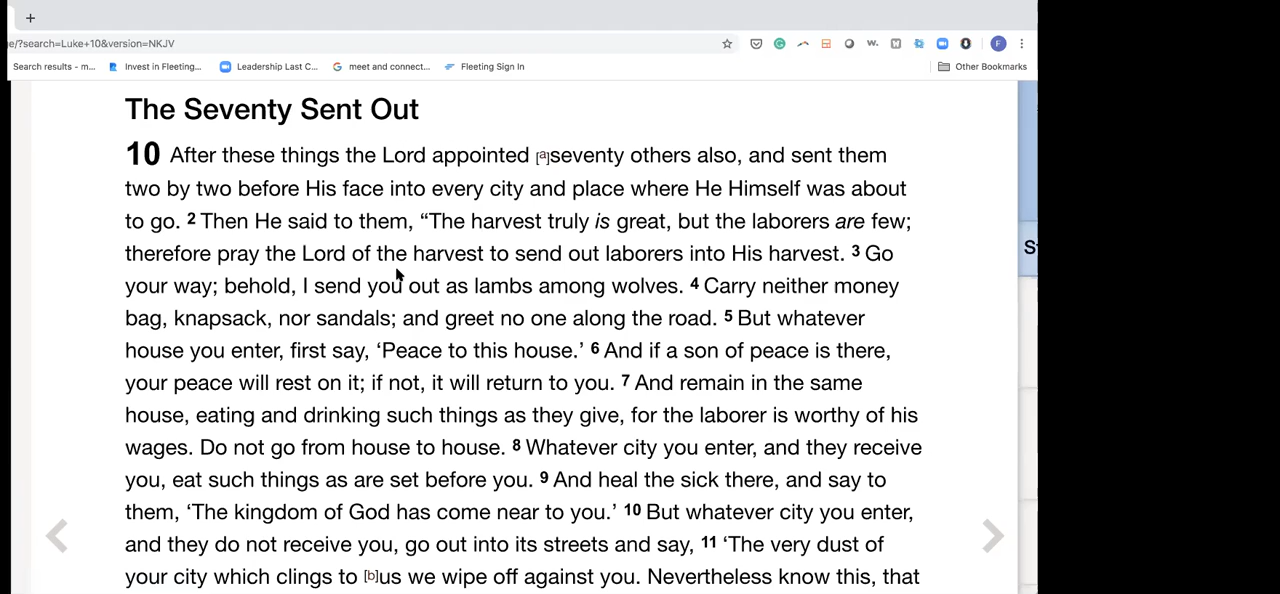 +
e/?search=Luke+10&version=NKJV
Search results - m... Invest in Fleeting... Leadership Last C... meet and connect... Fleeting Sign In Other Bookmarks
The Seventy Sent Out
10 After these things the Lord appointed [a]seventy others also, and sent them
two by two before His face into every city and place where He Himself was about
to go. 2 Then He said to them, “The harvest truly is great, but the laborers are few;
therefore pray the Lord of the harvest to send out laborers into His harvest. 3 Go
your way; behold, I send you out as lambs among wolves. 4 Carry neither money
bag, knapsack, nor sandals; and greet no one along the road. 5 But whatever
house you enter, first say, ‘Peace to this house.’ 6 And if a son of peace is there,
your peace will rest on it; if not, it will return to you. 7 And remain in the same
house, eating and drinking such things as they give, for the laborer is worthy of his
wages. Do not go from house to house. 8 Whatever city you enter, and they receive
you, eat such things as are set before you. 9 And heal the sick there, and say to
them, ‘The kingdom of God has come near to you.’ 10 But whatever city you enter,
and they do not receive you, go out into its streets and say, 11 ‘The very dust of
your city which clings to [b]us we wipe off against you. Nevertheless know this, that